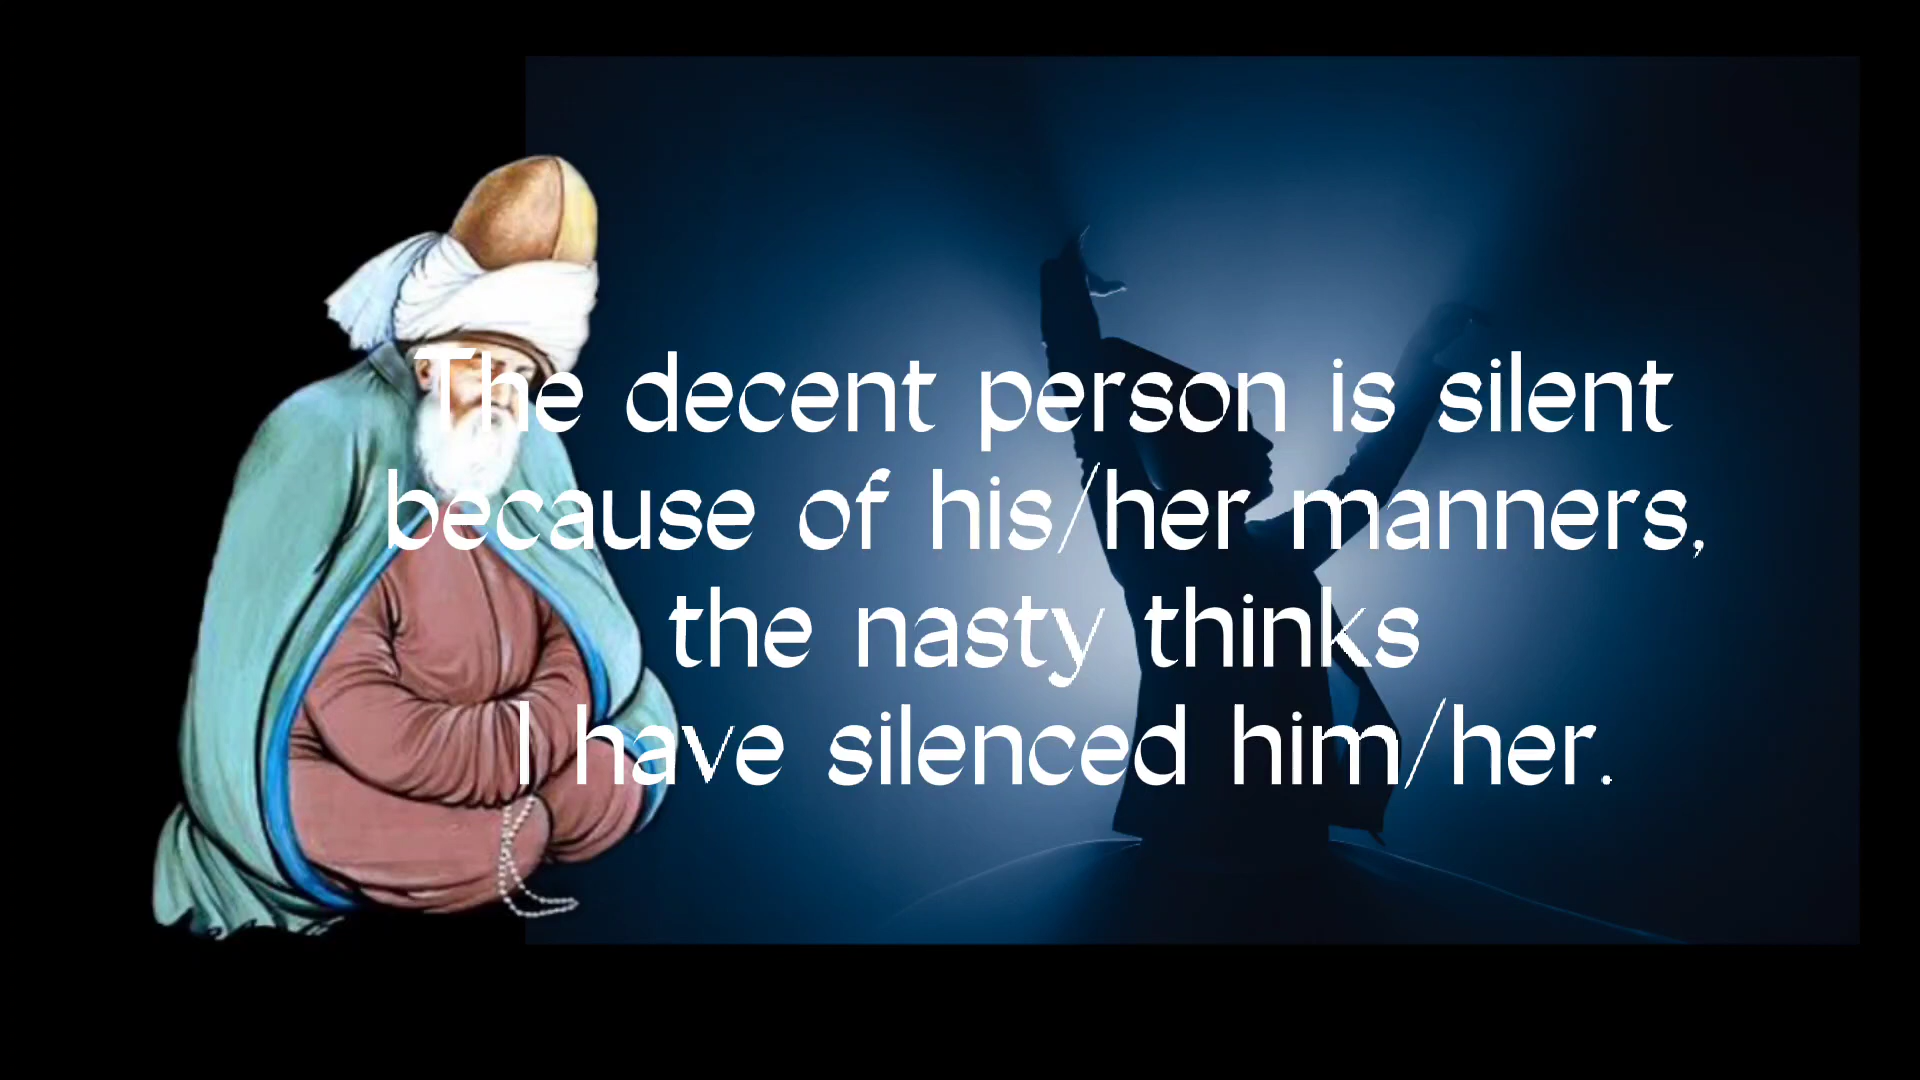 The decent person is silent
because of his/her manners,
the nasty thinks
I have silenced him/her.